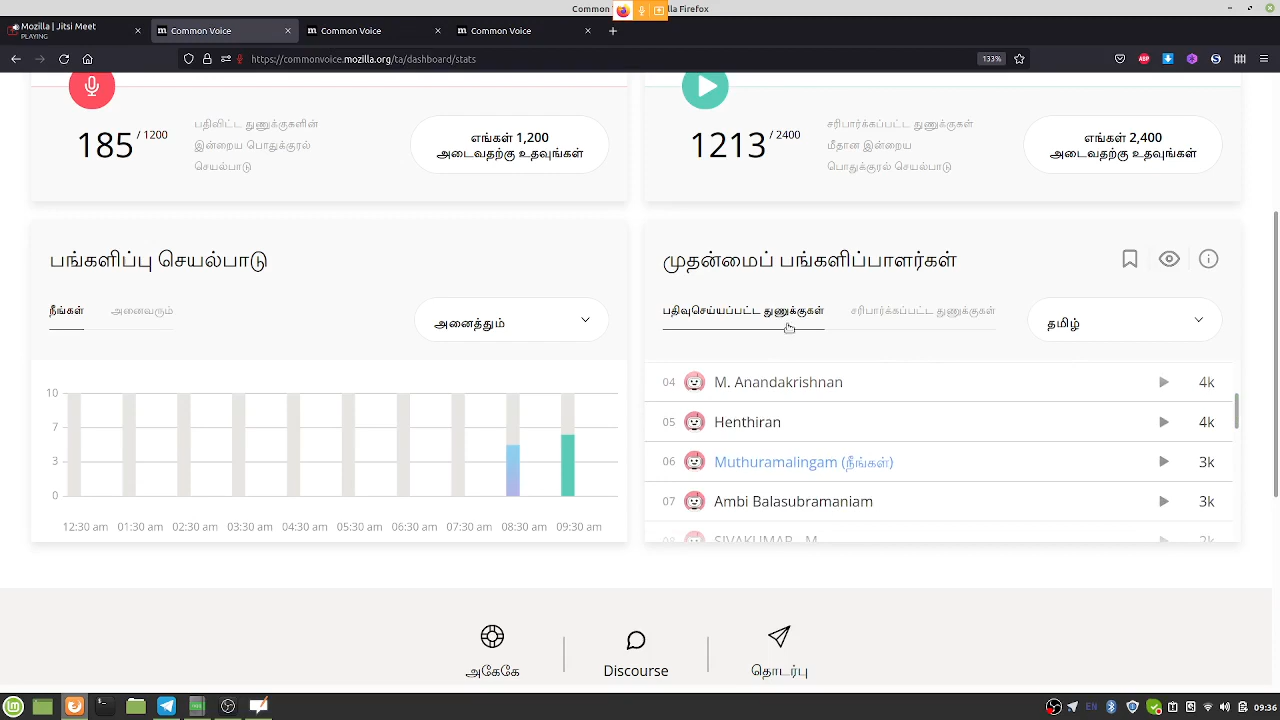 Common
lla Firefox
Mozilla | Jitsi Meet
PLAYING
Common Voice
Common Voice
Common Voice
https://commonvoice.mozilla.org/ta/dashboard/stats
133%
185 / 1200
பதிவிட்ட துணுக்குகளின்
இன்றைய பொதுக்குரல்
செயல்பாடு
எங்கள் 1,200
அடைவதற்கு உதவுங்கள்
1213 / 2400
சரிபார்க்கப்பட்ட துணுக்குகள்
மீதான இன்றைய
பொதுக்குரல் செயல்பாடு
எங்கள் 2,400
அடைவதற்கு உதவுங்கள்
பங்களிப்பு செயல்பாடு
நீங்கள்
அனைவரும்
அனைத்தும்
10
7
3
0
12:30 am 01:30 am 02:30 am 03:30 am 04:30 am 05:30 am 06:30 am 07:30 am 08:30 am 09:30 am
முதன்மைப் பங்களிப்பாளர்கள்
பதிவுசெய்யப்பட்ட துணுக்குகள்
சரிபார்க்கப்பட்ட துணுக்குகள்
தமிழ்
04 M. Anandakrishnan 4k
05 Henthiran 4k
06 Muthuramalingam (நீங்கள்) 3k
07 Ambi Balasubramaniam 3k
08 SIVAKUMAR M
அகேகே
Discourse
தொடர்பு
EN
09:36